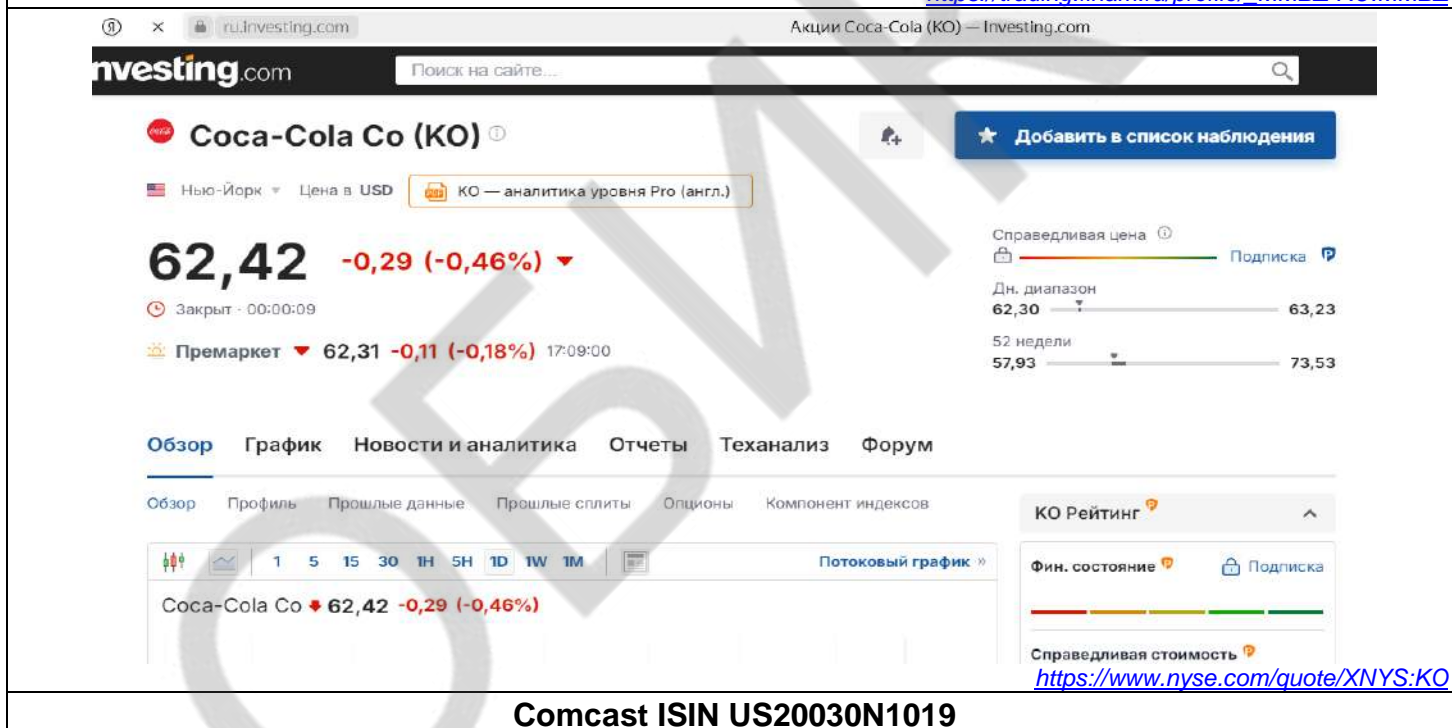 ru.investing.com
Акции Coca-Cola (KO) — Investing.com
nvesting.com
Поиск на сайте...
Coca-Cola Co (KO)
Добавить в список наблюдения
Нью-Йорк
Цена в USD
КО — аналитика уровня Pro (англ.)
62,42 -0,29 (-0,46%)
Справедливая цена
Подписка
Закрыт · 00:00:09
Дн. диапазон
62,30 63,23
Премаркет 62,31 -0,11 (-0,18%) 17:09:00
52 недели
57,93 73,53
Обзор График Новости и аналитика Отчеты Теханализ Форум
Обзор Профиль Прошлые данные Прошлые сплиты Опционы Компонент индексов
КО Рейтинг
1 5 15 30 1H 5H 1D 1W 1M
Потоковый график »
Фин. состояние
Подписка
Coca-Cola Co 62,42 -0,29 (-0,46%)
Справедливая стоимость
https://www.nyse.com/quote/XNYS:KO
Comcast ISIN US20030N1019